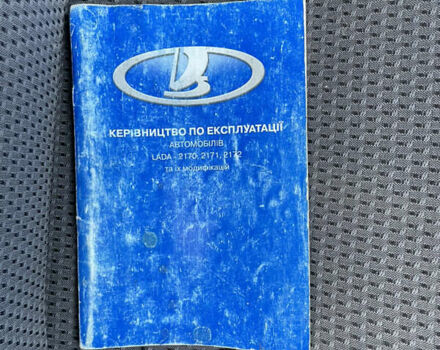 КЕРІВНИЦТВО ПО ЕКСПЛУАТАЦІЇ
АВТОМОБІЛІВ
LADA - 2170, 2171, 2172
та їх модифікацій